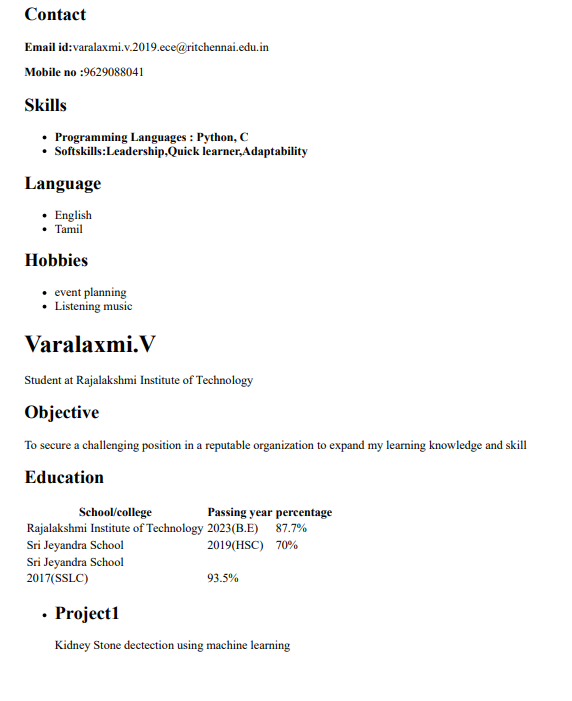 Contact
Email id:varalaxmi.v.2019.ece@ritchennai.edu.in
Mobile no :9629088041
Skills
• Programming Languages : Python, C
• Softskills:Leadership,Quick learner,Adaptability
Language
• English
• Tamil
Hobbies
• event planning
• Listening music
Varalaxmi.V
Student at Rajalakshmi Institute of Technology
Objective
To secure a challenging position in a reputable organization to expand my learning knowledge and skill
Education
School/college Passing year percentage
Rajalakshmi Institute of Technology 2023(B.E) 87.7%
Sri Jeyandra School 2019(HSC) 70%
Sri Jeyandra School
2017(SSLC) 93.5%
• Project1
Kidney Stone dectection using machine learning